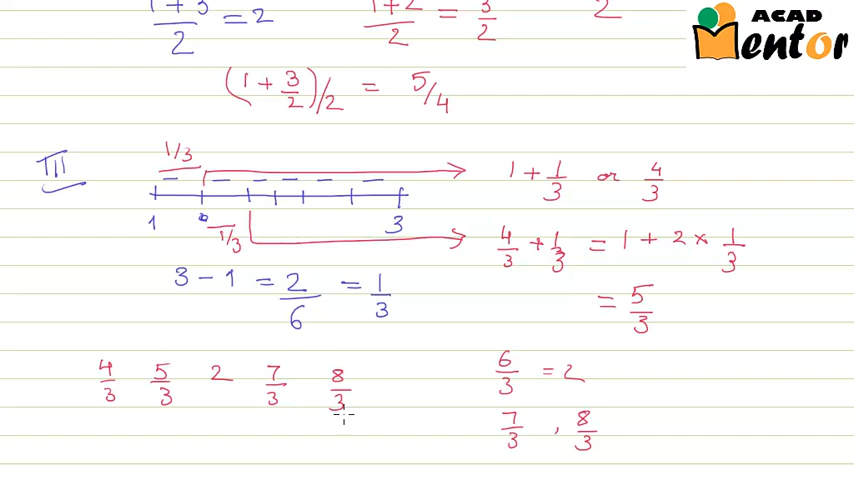 (1+3)/2 = 2    (1+2)/2 = 3/2    2
ACAD
Mentor
(1 + 3/2)/2 = 5/4
III    1/3    1 + 1/3 or 4/3
1    1/3    3    4/3 + 1/3 = 1 + 2 × 1/3
3 - 1 = 2/6 = 1/3    = 5/3
4/3    5/3    2    7/3    8/3    6/3 = 2
7/3 , 8/3